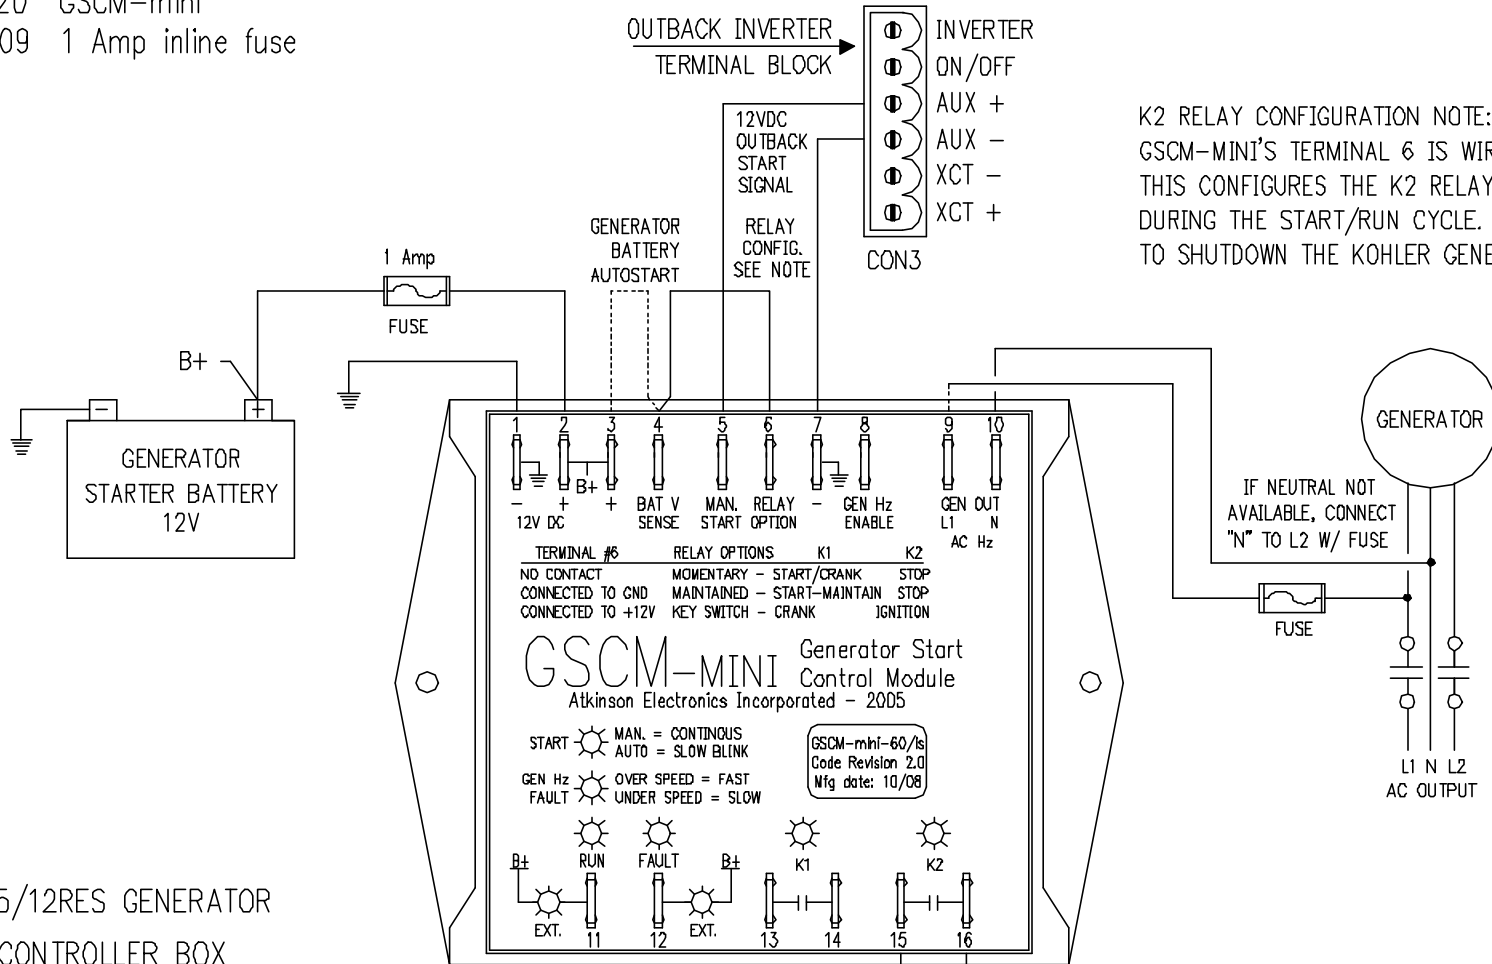 20 GSCM-mini
09 1 Amp inline fuse
OUTBACK INVERTER
TERMINAL BLOCK
INVERTER
ON/OFF
AUX +
AUX -
XCT -
XCT +
CON3
12VDC
OUTBACK
START
SIGNAL
K2 RELAY CONFIGURATION NOTE:
GSCM-MINI'S TERMINAL 6 IS WIR
THIS CONFIGURES THE K2 RELAY
DURING THE START/RUN CYCLE.
TO SHUTDOWN THE KOHLER GENE
GENERATOR
BATTERY
AUTOSTART
RELAY
CONFIG.
SEE NOTE
1 Amp
FUSE
B+
- +
GENERATOR
STARTER BATTERY
12V
1 2 3 4 5 6 7 8 9 10
B+
- + + BAT V MAN. RELAY - GEN Hz GEN OUT
12V DC SENSE START OPTION ENABLE L1 N
AC Hz
TERMINAL #6 RELAY OPTIONS K1 K2
NO CONTACT MOMENTARY - START/CRANK STOP
CONNECTED TO GND MAINTAINED - START-MAINTAIN STOP
CONNECTED TO +12V KEY SWITCH - CRANK IGNITION
GSCM-MINI Generator Start
Control Module
Atkinson Electronics Incorporated - 2005
START MAN. = CONTINOUS
AUTO = SLOW BLINK
GEN Hz OVER SPEED = FAST
FAULT UNDER SPEED = SLOW
GSCM-mini-60/ls
Code Revision 2.0
Mfg date: 10/08
B+ RUN FAULT B+ K1 K2
EXT. 11 12 EXT. 13 14 15 16
GENERATOR
IF NEUTRAL NOT
AVAILABLE, CONNECT
"N" TO L2 W/ FUSE
FUSE
L1 N L2
AC OUTPUT
5/12RES GENERATOR
CONTROLLER BOX